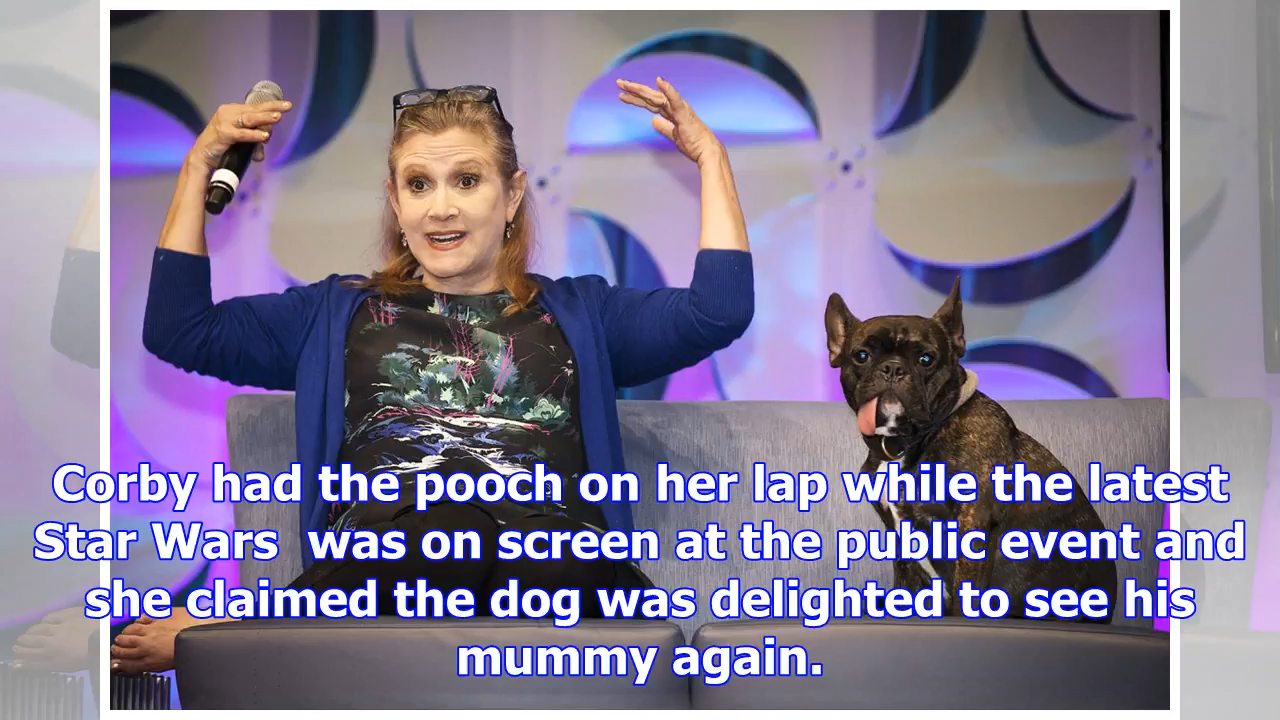 Corby had the pooch on her lap while the latest
Star Wars  was on screen at the public event and
she claimed the dog was delighted to see his
mummy again.